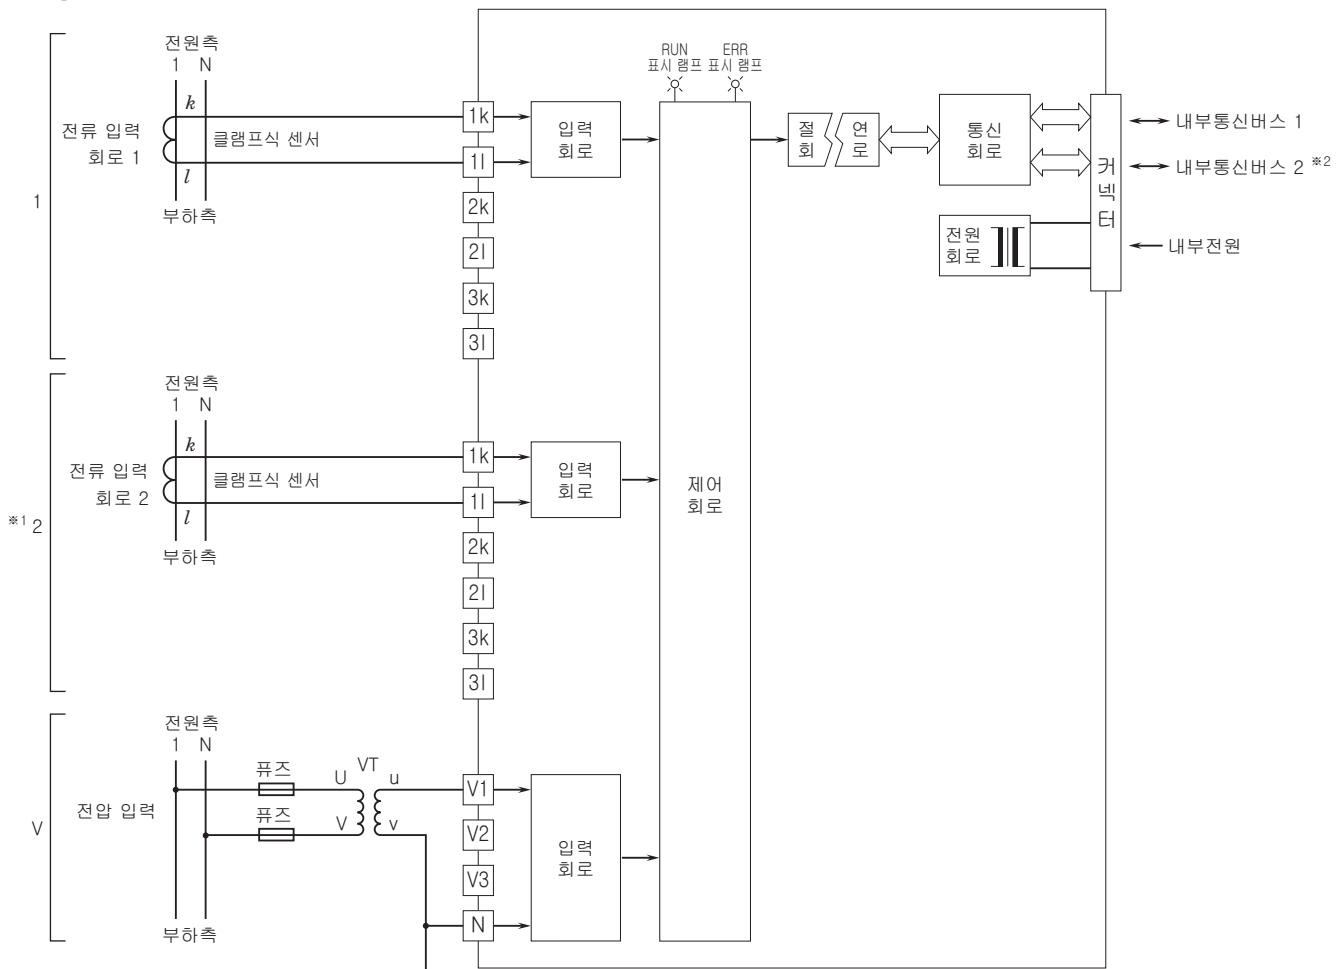 RUN
표시 램프
ERR
표시 램프
1
전류 입력
회로 1
전원측
1 N
k
l
클램프식 센서
부하측
1k
1l
2k
2l
3k
3l
입력
회로
※1 2
전류 입력
회로 2
전원측
1 N
k
l
클램프식 센서
부하측
1k
1l
2k
2l
3k
3l
입력
회로
V
전압 입력
전원측
1 N
퓨즈
퓨즈
U VT u
V v
부하측
V1
V2
V3
N
입력
회로
제어
회로
절 연
회 로
통신
회로
전원
회로
커넥터
내부통신버스 1
내부통신버스 2 ※2
내부전원